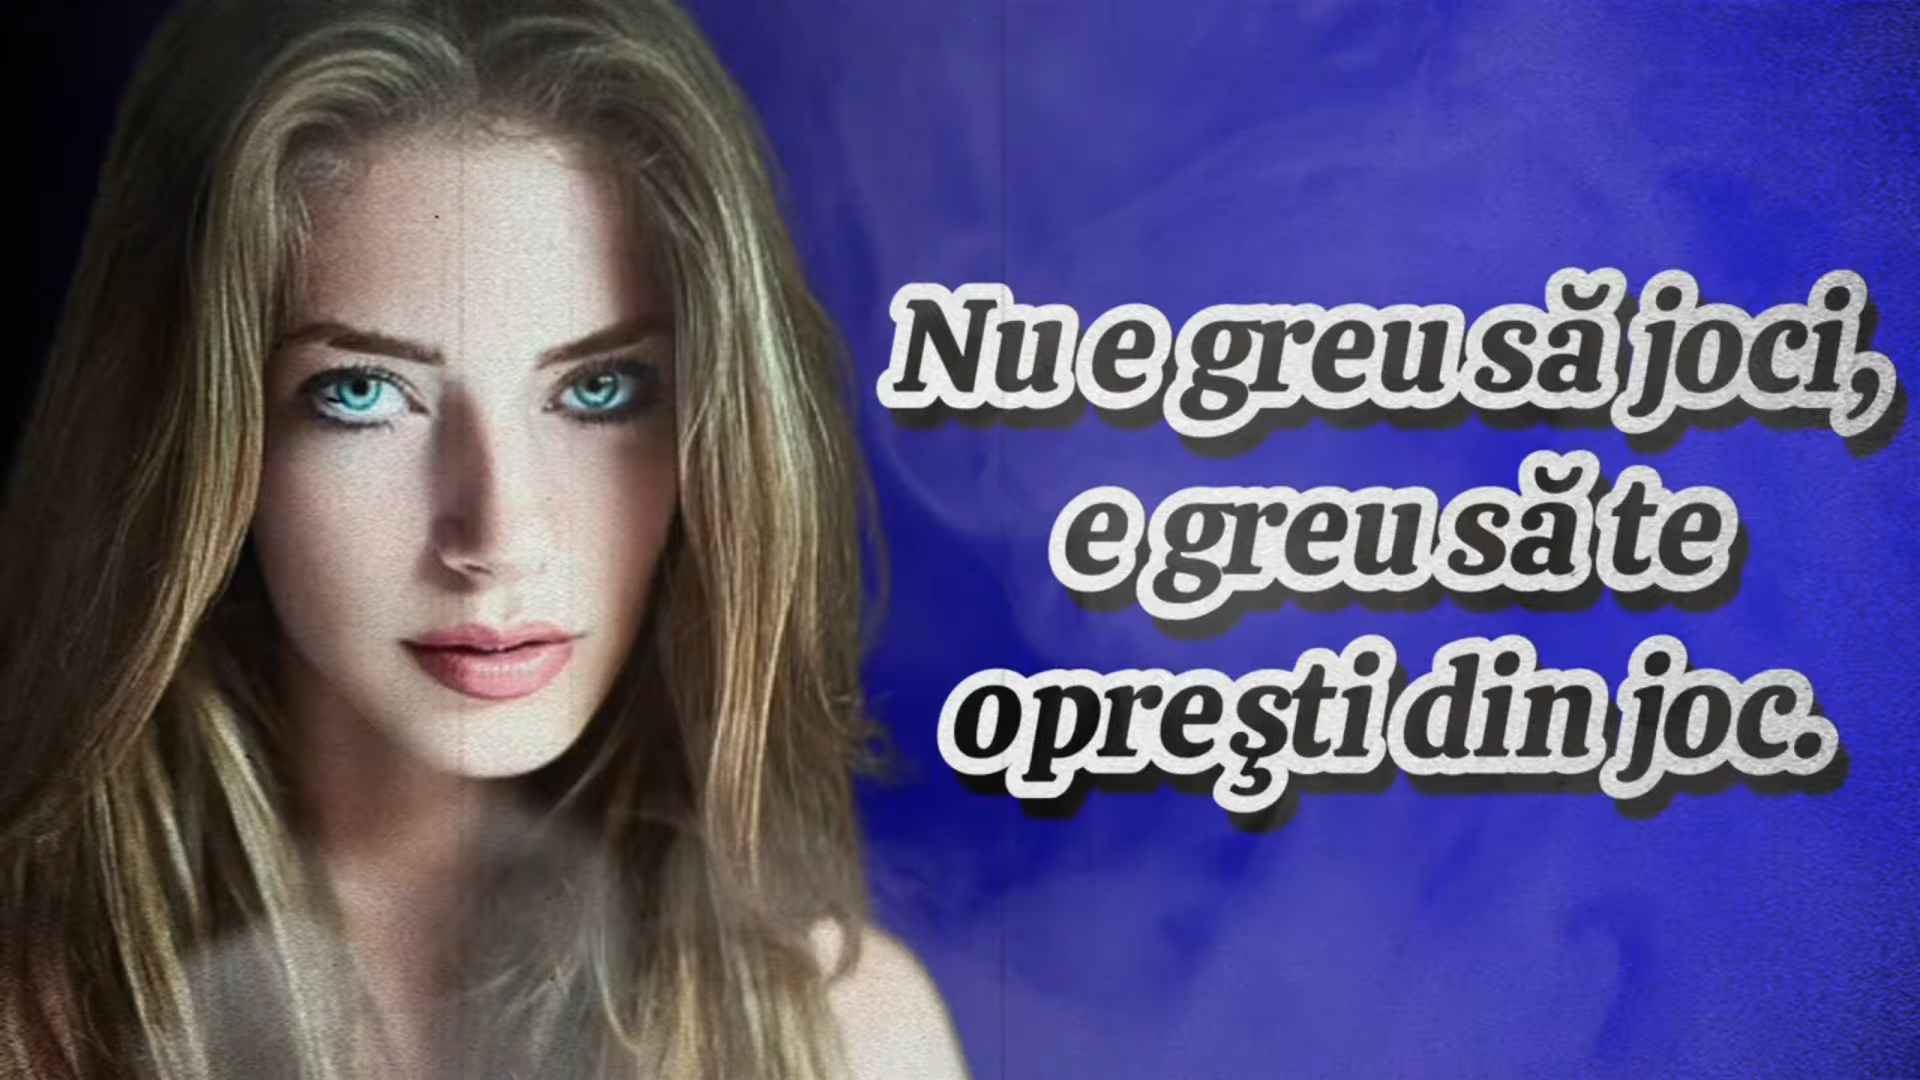 Nu e greu să joci,
e greu să te
oprești din joc.